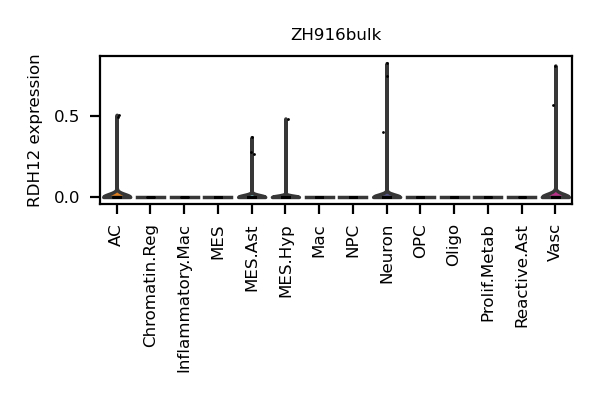 ZH916bulk
RDH12 expression
0.5
0.0
AC
Chromatin.Reg
Inflammatory.Mac
MES
MES.Ast
MES.Hyp
Mac
NPC
Neuron
OPC
Oligo
Prolif.Metab
Reactive.Ast
Vasc